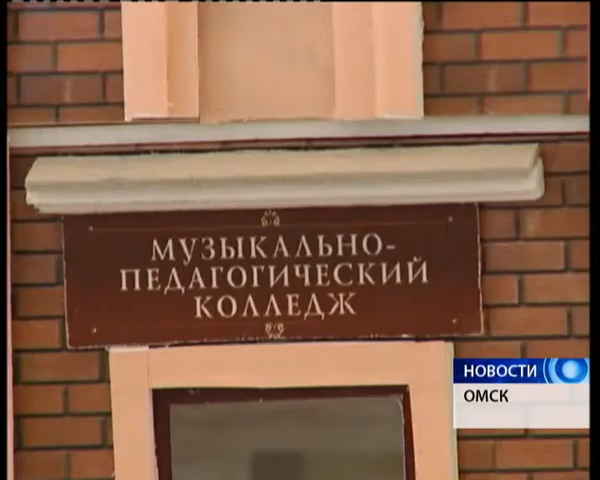 МУЗЫКАЛЬНО-
ПЕДАГОГИЧЕСКИЙ
КОЛЛЕДЖ
НОВОСТИ
ОМСК